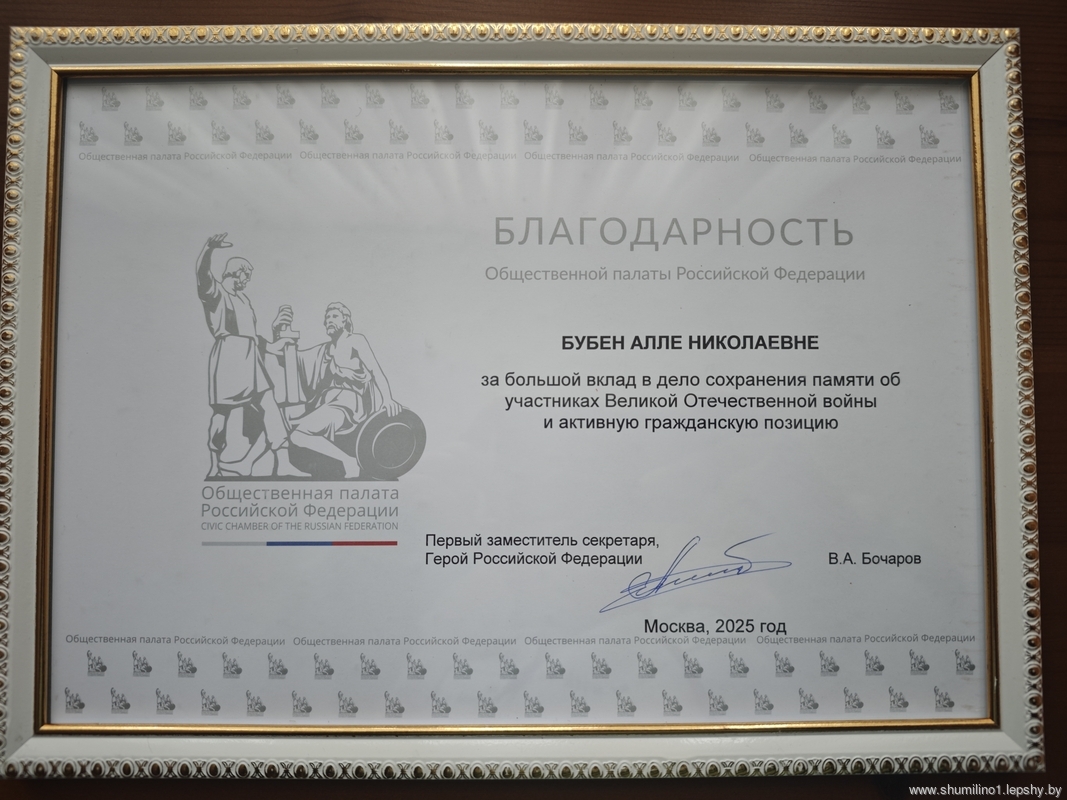 Общественная палата Российской Федерации Общественная палата Российской Федерации Общественная палата Российской Федерации Общественная палата Российской Федерации
БЛАГОДАРНОСТЬ
Общественной палаты Российской Федерации
БУБЕН АЛЛЕ НИКОЛАЕВНЕ
за большой вклад в дело сохранения памяти об
участниках Великой Отечественной войны
и активную гражданскую позицию
Общественная палата
Российской Федерации
CIVIC CHAMBER OF THE RUSSIAN FEDERATION
Первый заместитель секретаря,
Герой Российской Федерации
В.А. Бочаров
Москва, 2025 год
Общественная палата Российской Федерации Общественная палата Российской Федерации Общественная палата Российской Федерации Общественная палата Российской Федерации
www.shumilino1.lepshy.by